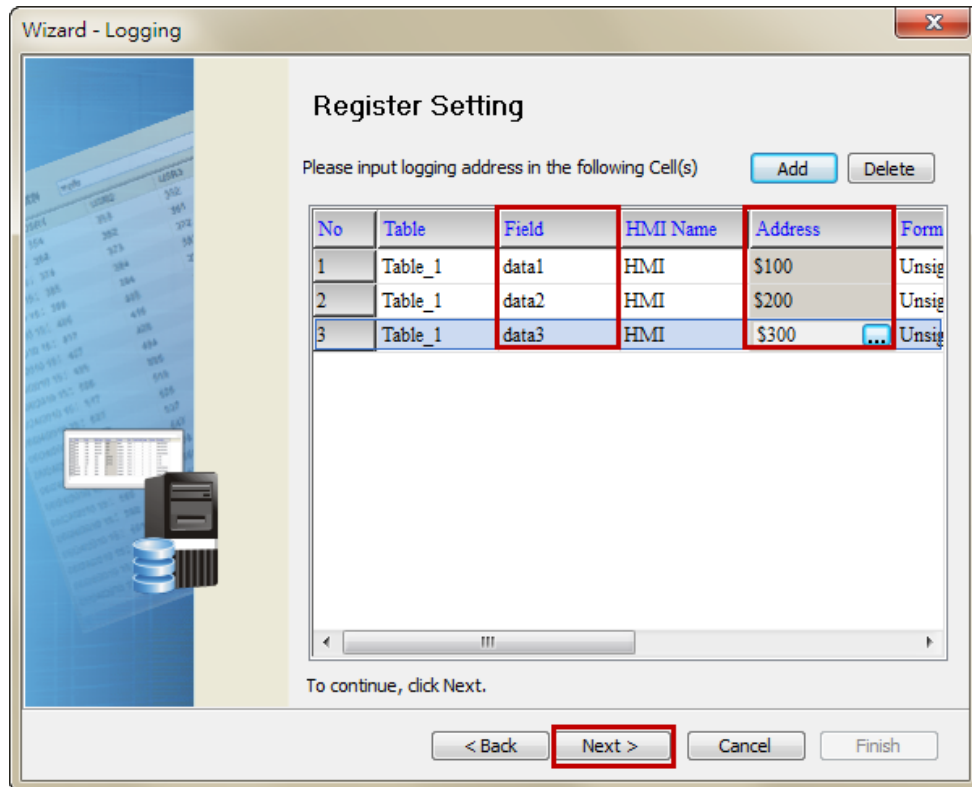 Wizard - Logging
Register Setting
Please input logging address in the following Cell(s) Add Delete
No Table Field HMI Name Address Form
1 Table_1 data1 HMI $100 Unsig
2 Table_1 data2 HMI $200 Unsig
3 Table_1 data3 HMI $300 ... Unsig
To continue, click Next.
< Back Next > Cancel Finish